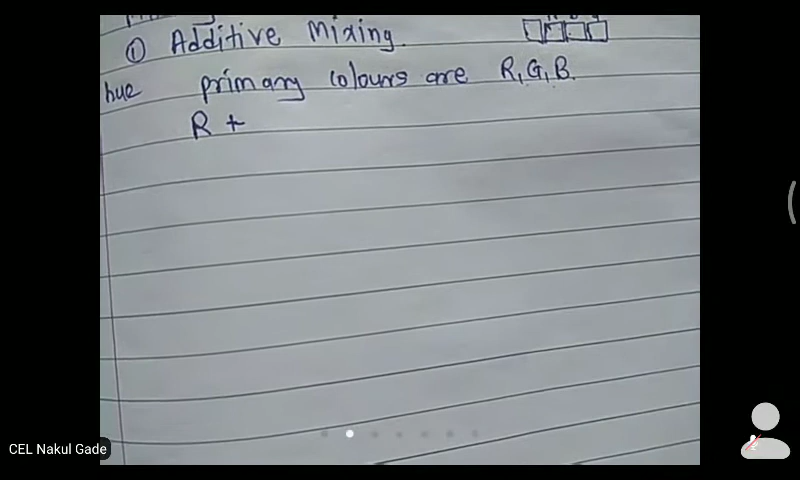 ① Additive Mixing.
hue primary colours are R, G, B.
R +
CEL Nakul Gade